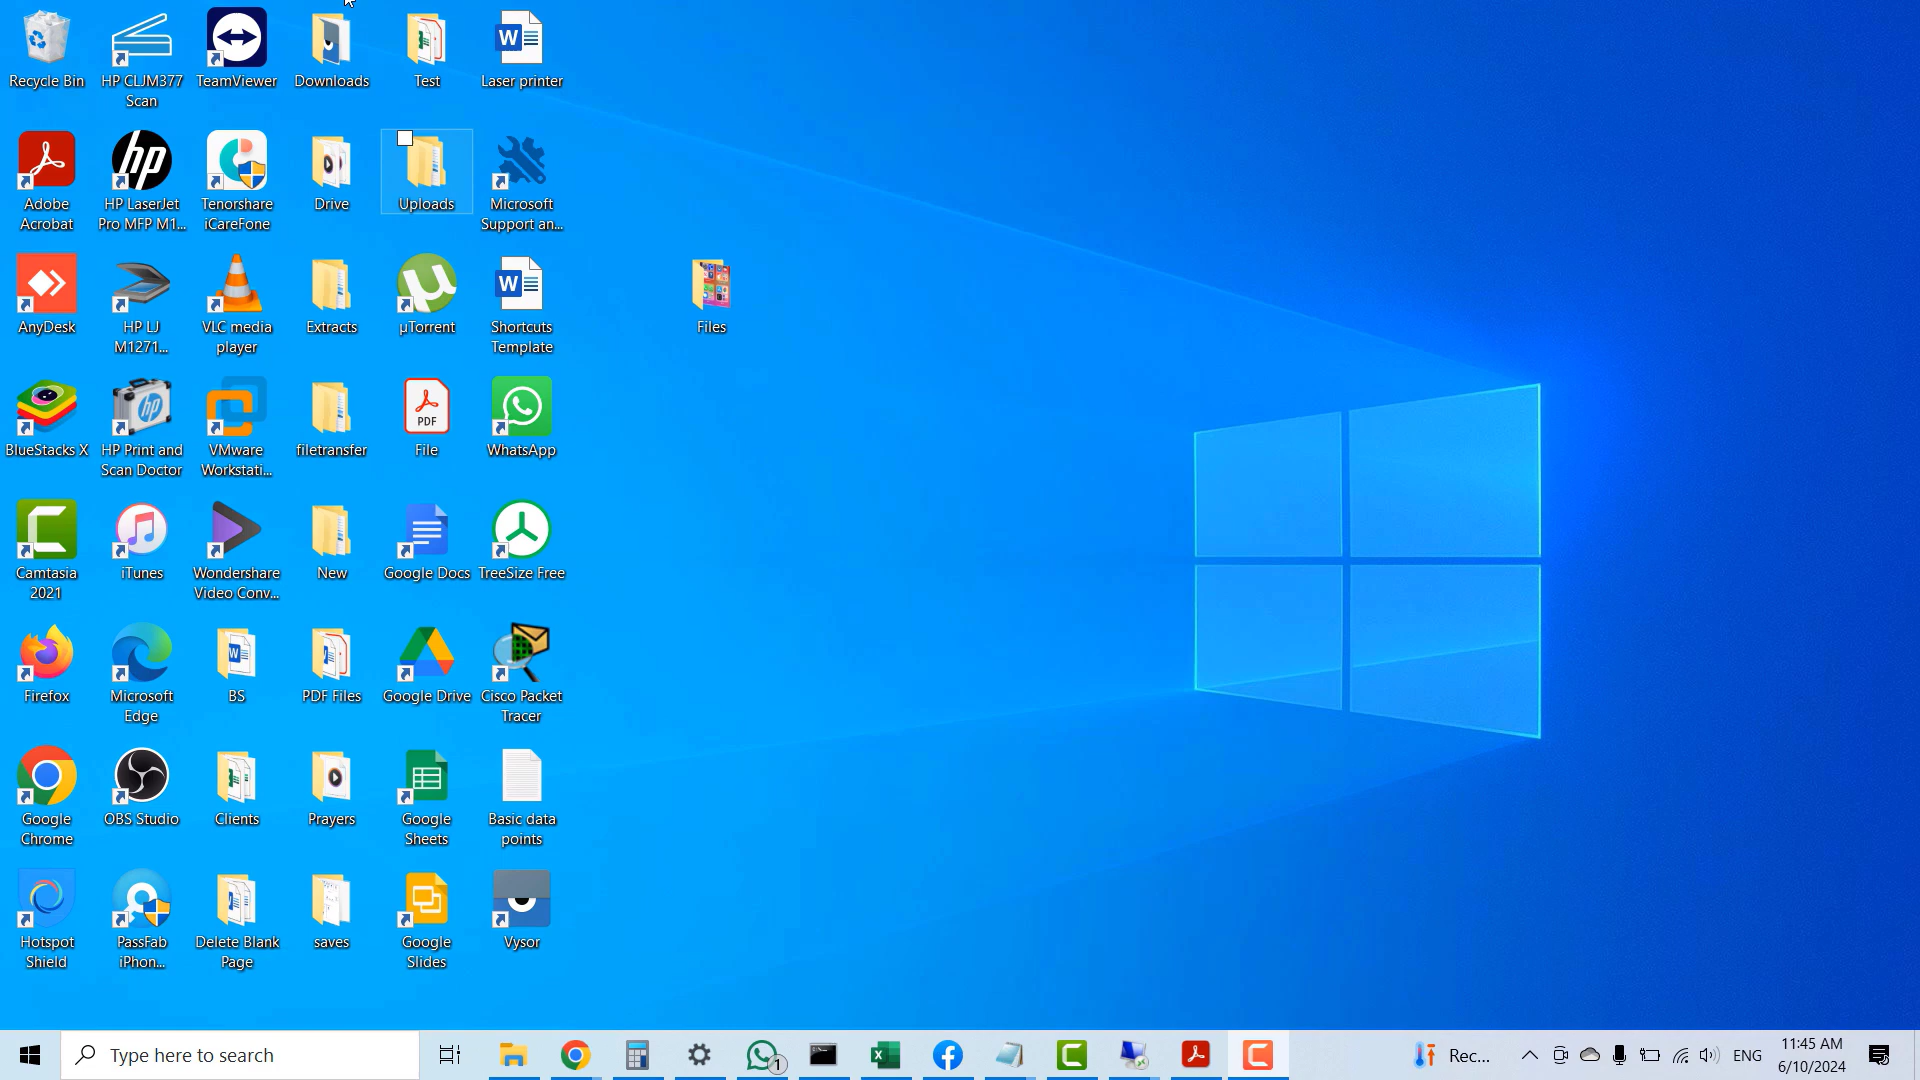 Recycle Bin
HP CLJM377
Scan
TeamViewer
Downloads
Test
W
Laser printer
Adobe
Acrobat
hp
HP LaserJet
Pro MFP M1...
Tenorshare
iCareFone
Drive
Uploads
Microsoft
Support an...
AnyDesk
HP LJ
M1271...
VLC media
player
Extracts
µ
µTorrent
W
Shortcuts
Template
Files
BlueStacks X
hp
HP Print and
Scan Doctor
VMware
Workstati...
filetransfer
PDF
File
WhatsApp
Camtasia
2021
iTunes
Wondershare
Video Conv...
New
Google Docs
TreeSize Free
Firefox
Microsoft
Edge
W
BS
PDF Files
Google Drive
Cisco Packet
Tracer
Google
Chrome
OBS Studio
Clients
Prayers
Google
Sheets
Basic data
points
Hotspot
Shield
PassFab
iPhon...
Delete Blank
Page
saves
Google
Slides
Vysor
Type here to search
1
Rec...
ENG
11:45 AM
6/10/2024